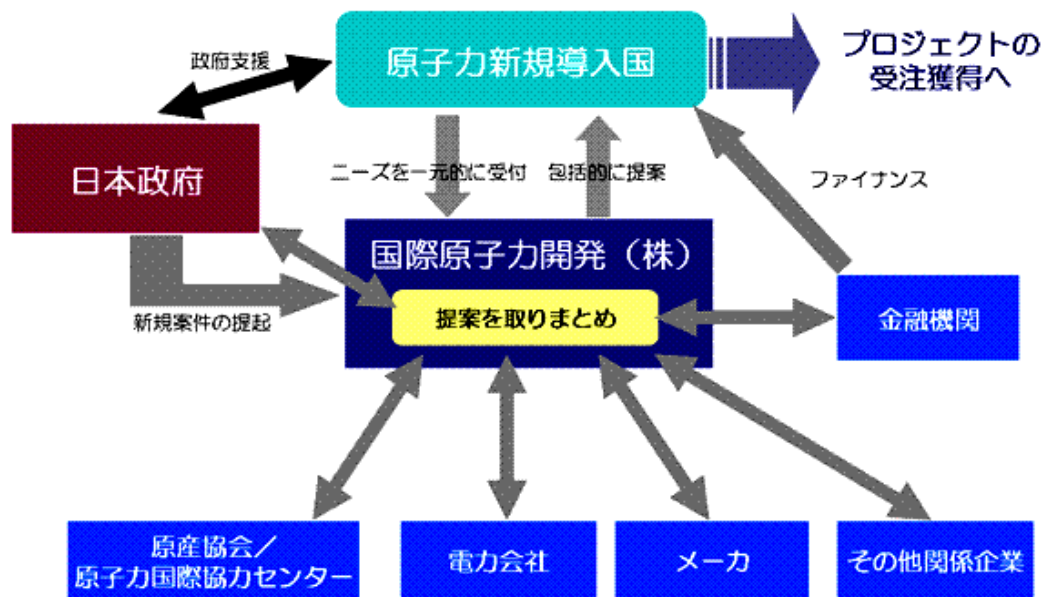 原子力新規導入国
プロジェクトの
受注獲得へ
政府支援
日本政府
ニーズを一元的に受付
包括的に提案
ファイナンス
国際原子力開発（株）
提案を取りまとめ
新規案件の提起
金融機関
原産協会／
原子力国際協力センター
電力会社
メーカ
その他関係企業